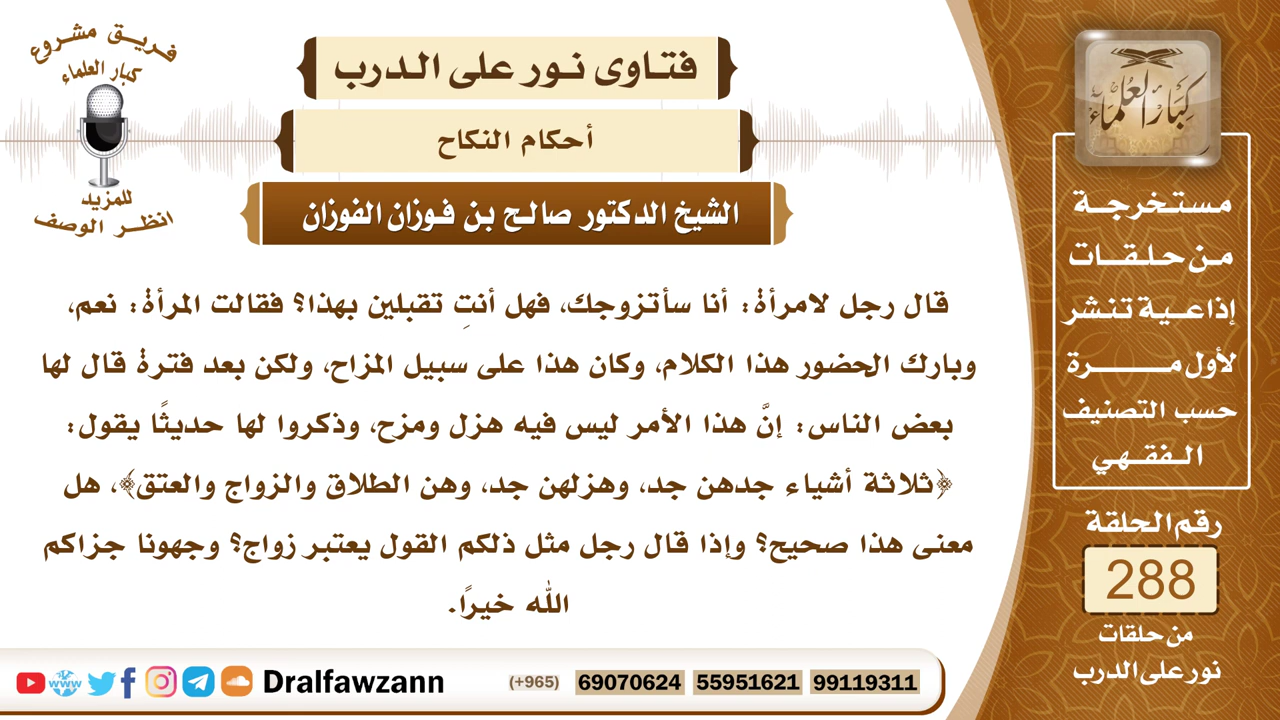 فريق مشروع
كبار العلماء
للمزيد
انظر الوصف
فتاوى نور على الدرب
أحكام النكاح
الشيخ الدكتور صالح بن فوزان الفوزان
قال رجل لامرأة: أنا سأتزوجك، فهل أنتِ تقبلين بهذا؟ فقالت المرأة: نعم،
وبارك الحضور هذا الكلام، وكان هذا على سبيل المزاح، ولكن بعد فترة قال لها
بعض الناس: إنَّ هذا الأمر ليس فيه هزل ومزح، وذكروا لها حديثًا يقول:
﴿ثلاثة أشياء جدهن جد، وهزلهن جد، وهن الطلاق والزواج والعتق﴾، هل
معنى هذا صحيح؟ وإذا قال رجل مثل ذلكم القول يعتبر زواج؟ وجهونا جزاكم
الله خيرًا.
كبار العلماء
مستخرجة
من حلقات
إذاعية تنشر
لأول مرة
حسب التصنيف
الفقهي
رقم الحلقة
288
من حلقات
نور على الدرب
www Dralfawzann (+965) 69070624 55951621 99119311